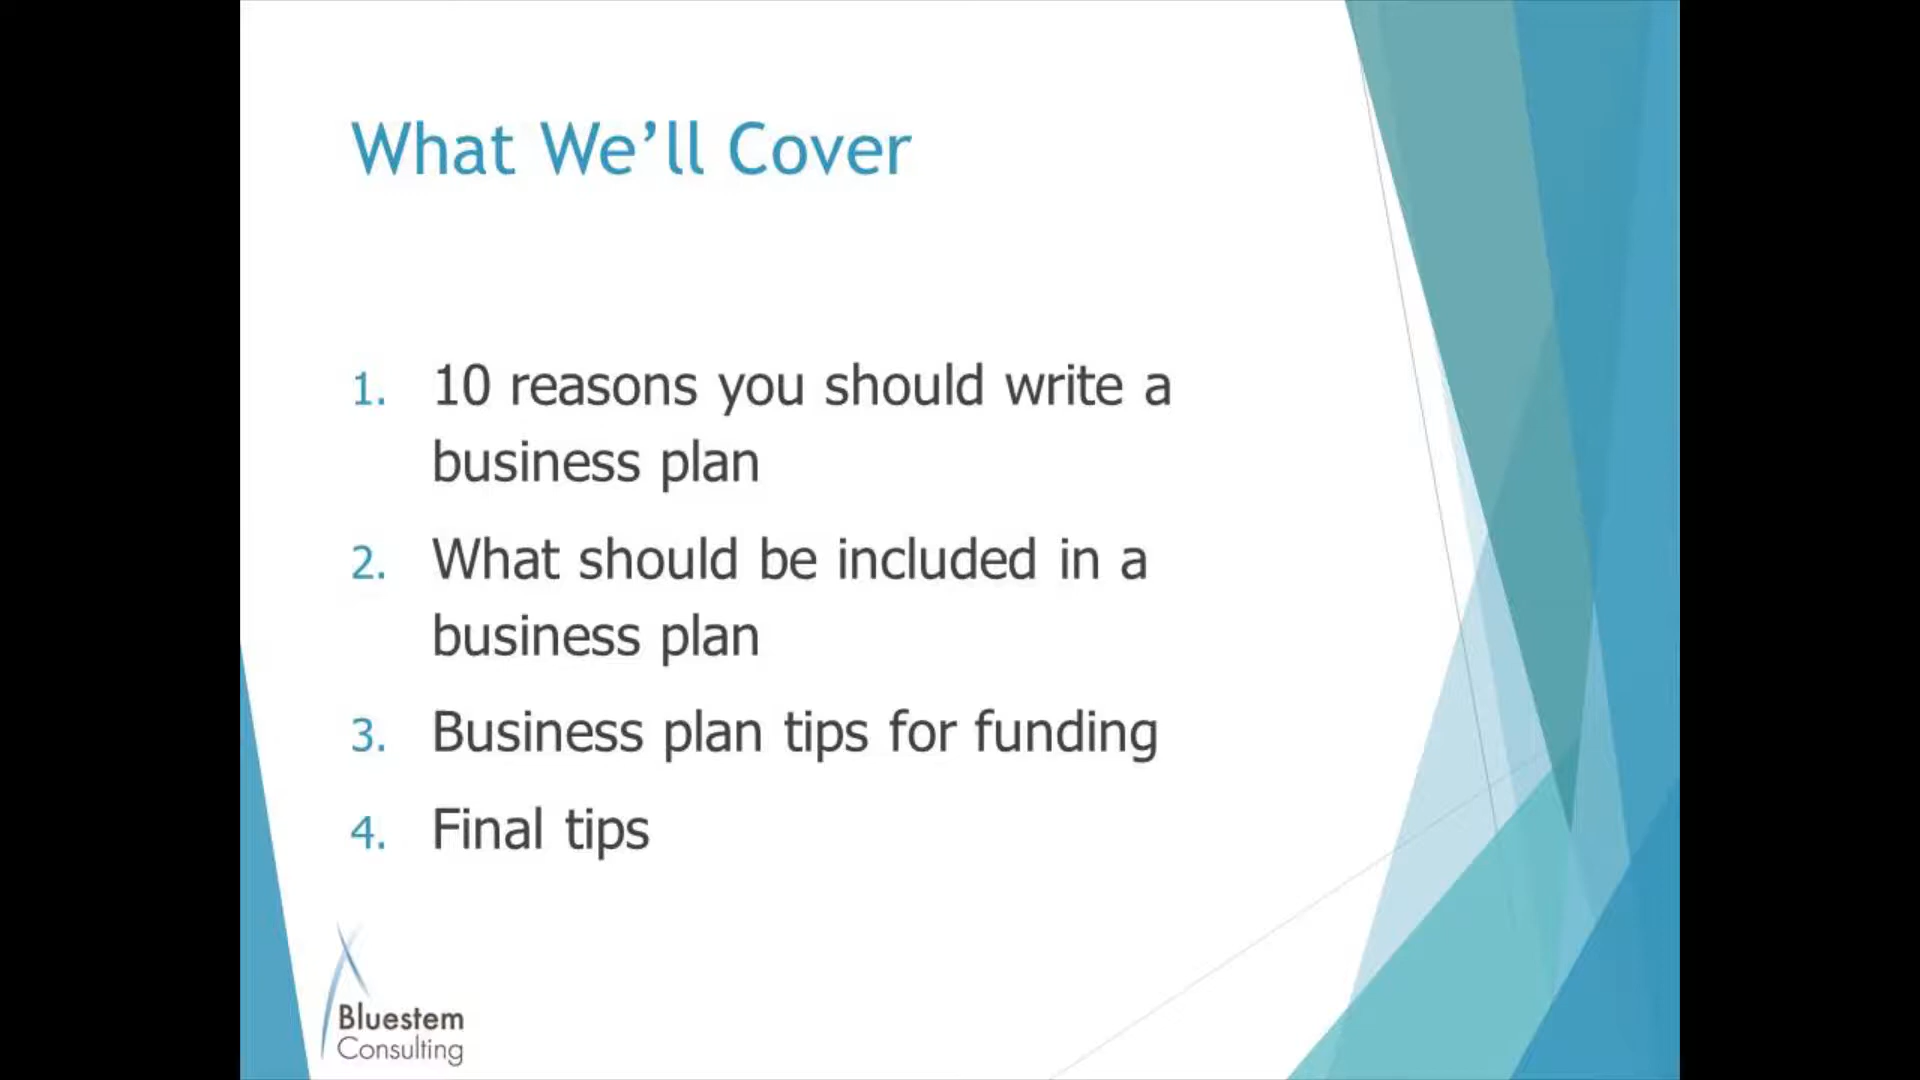 What We’ll Cover
1. 10 reasons you should write a
business plan
2. What should be included in a
business plan
3. Business plan tips for funding
4. Final tips
Bluestem
Consulting